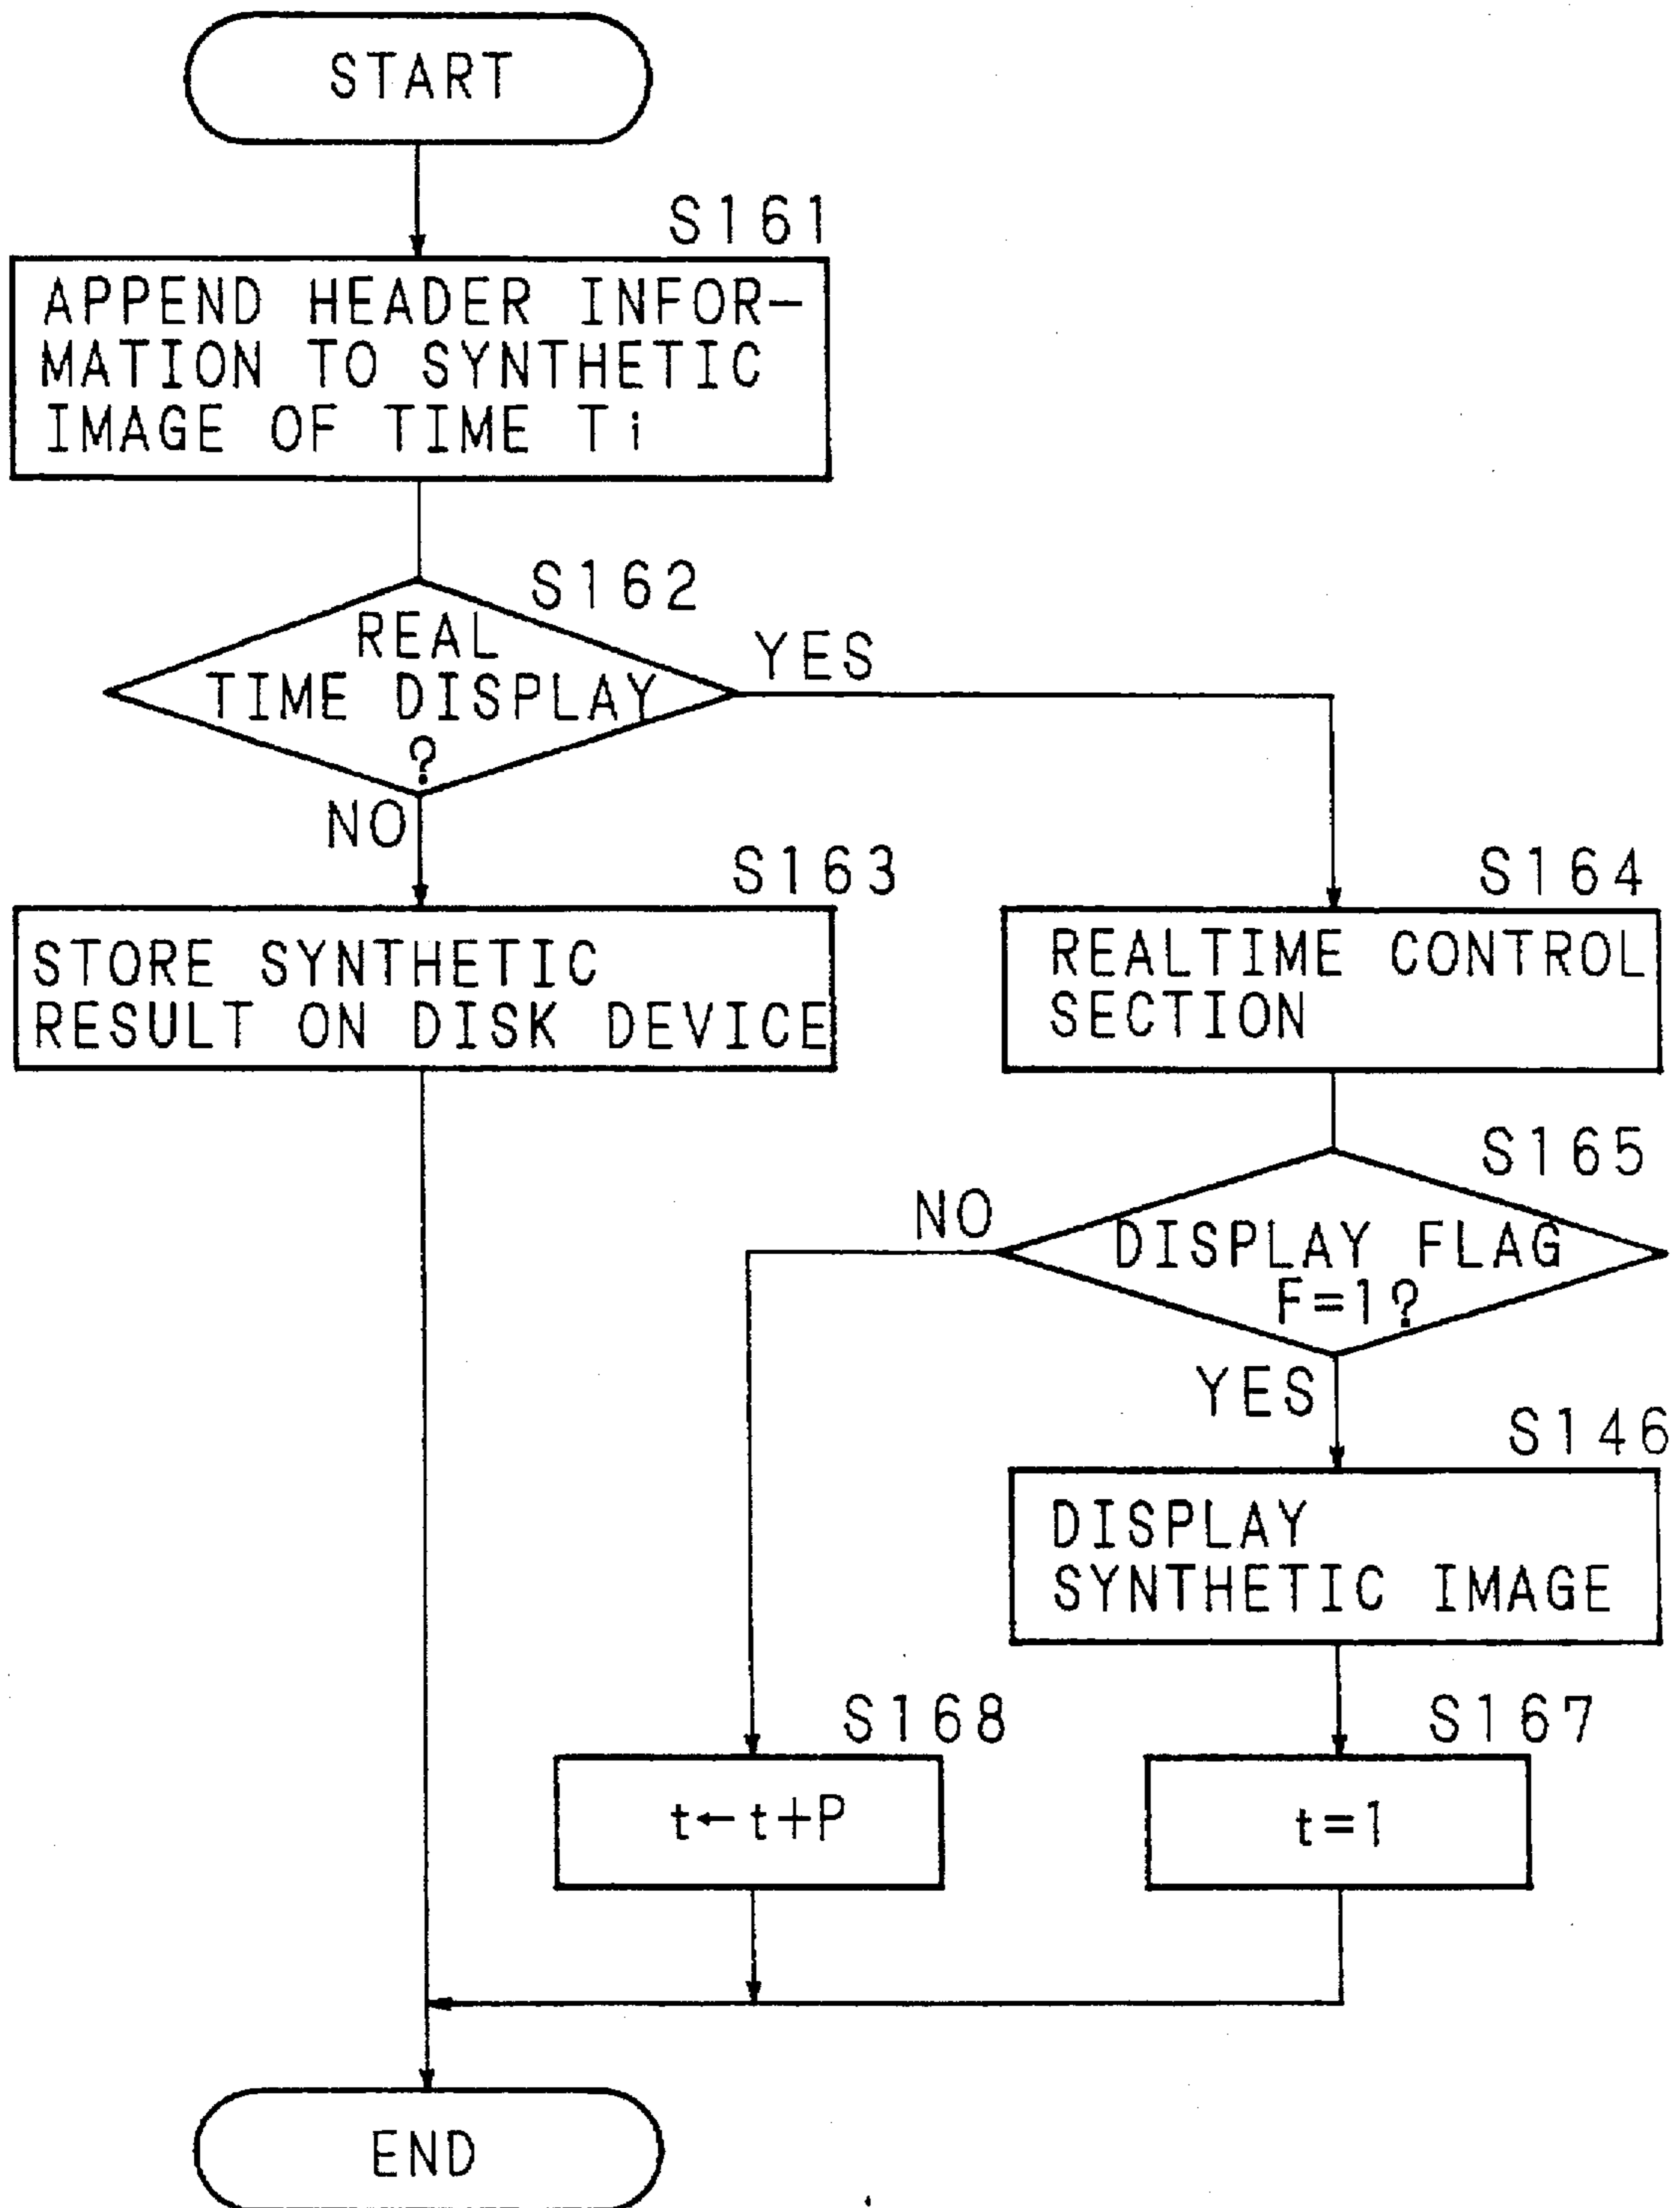 START
S161
APPEND HEADER INFOR-
MATION TO SYNTHETIC
IMAGE OF TIME Ti
S162
REAL
TIME DISPLAY
?
YES
NO
S163
STORE SYNTHETIC
RESULT ON DISK DEVICE
S164
REALTIME CONTROL
SECTION
S165
NO
DISPLAY FLAG
F=1?
YES
S146
DISPLAY
SYNTHETIC IMAGE
S168
t←t+P
S167
t=1
END